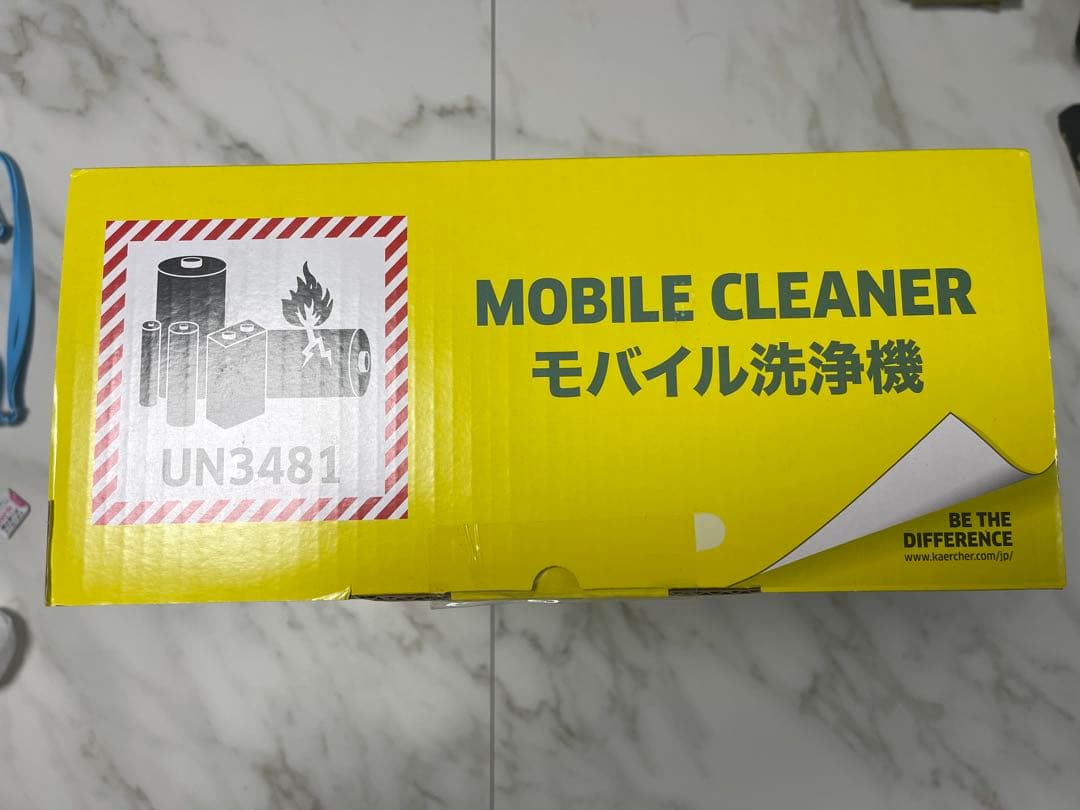 UN3481
MOBILE CLEANER
モバイル洗浄機
BE THE
DIFFERENCE
www.kaercher.com/jp/